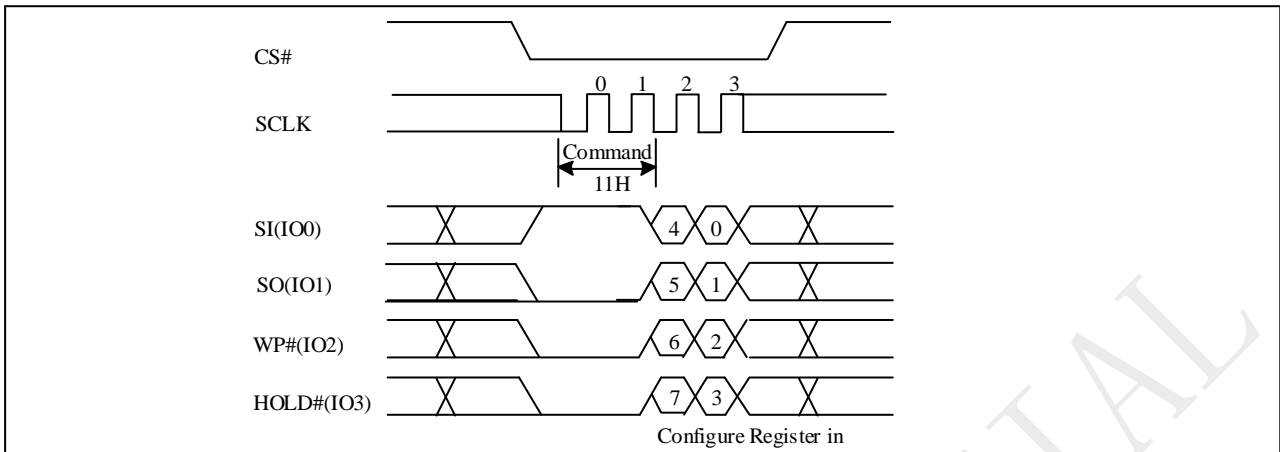 CS#
0 1 2 3
SCLK
Command
11H
SI(IO0) 4 0
SO(IO1) 5 1
WP#(IO2) 6 2
HOLD#(IO3) 7 3
Configure Register in